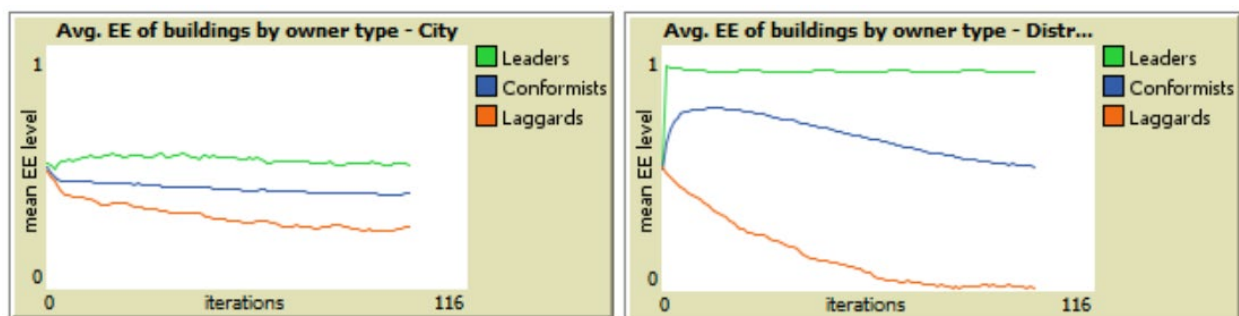 Avg. EE of buildings by owner type - City
1
mean EE level
0
0
iterations
116
Leaders
Conformists
Laggards
Avg. EE of buildings by owner type - Distr...
1
mean EE level
0
0
iterations
116
Leaders
Conformists
Laggards